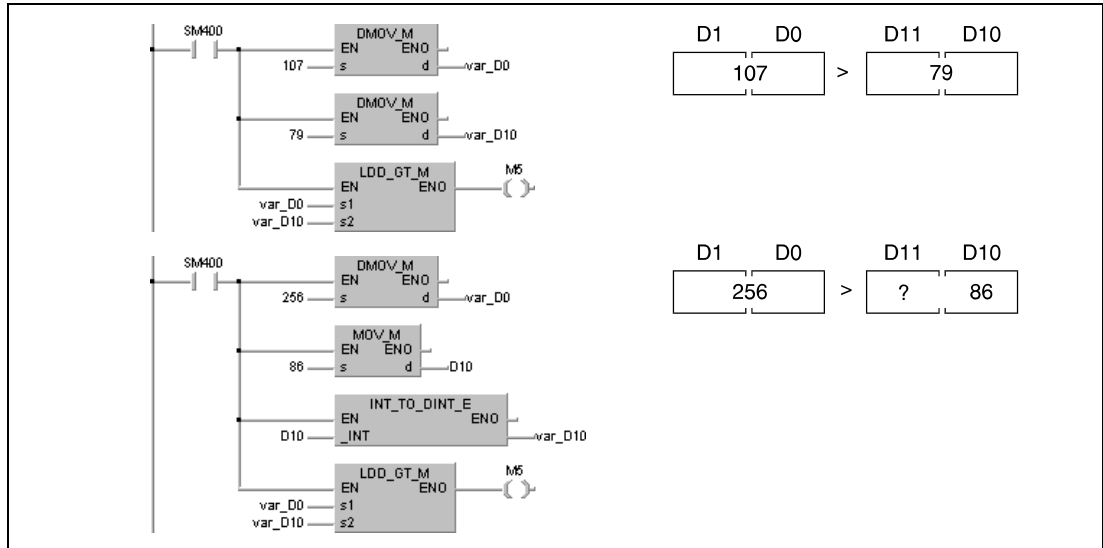 SM400
DMOV_M
EN ENO
107 s d var_D0
DMOV_M
EN ENO
79 s d var_D10
LDD_GT_M M5
EN ENO
var_D0 s1
var_D10 s2
D1 D0 D11 D10
107 > 79
SM400
DMOV_M
EN ENO
256 s d var_D0
MOV_M
EN ENO
86 s d D10
INT_TO_DINT_E
EN ENO
D10 _INT var_D10
LDD_GT_M M5
EN ENO
var_D0 s1
var_D10 s2
D1 D0 D11 D10
256 > ? 86